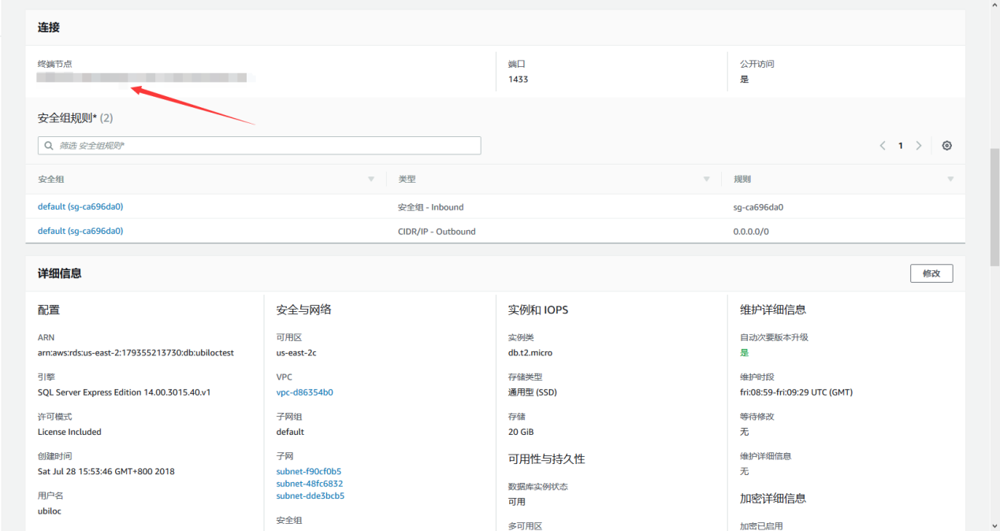 连接
终端节点
端口
1433
公开访问
是
安全组规则* (2)
筛选 安全组规则*
1
安全组 类型 规则
default (sg-ca696da0) 安全组 - Inbound sg-ca696da0
default (sg-ca696da0) CIDR/IP - Outbound 0.0.0.0/0
详细信息
修改
配置
ARN
arn:aws:rds:us-east-2:179355213730:db:ubiloctest
引擎
SQL Server Express Edition 14.00.3015.40.v1
许可模式
License Included
创建时间
Sat Jul 28 15:53:46 GMT+800 2018
用户名
ubiloc
安全与网络
可用区
us-east-2c
VPC
vpc-d86354b0
子网组
default
子网
subnet-f90cf0b5
subnet-48fc6832
subnet-dde3bcb5
安全组
实例和 IOPS
实例类
db.t2.micro
存储类型
通用型 (SSD)
存储
20 GiB
可用性与持久性
数据库实例状态
可用
多可用区
维护详细信息
自动次要版本升级
是
维护时段
fri:08:59-fri:09:29 UTC (GMT)
等待修改
无
维护详细信息
无
加密详细信息
加密已启用